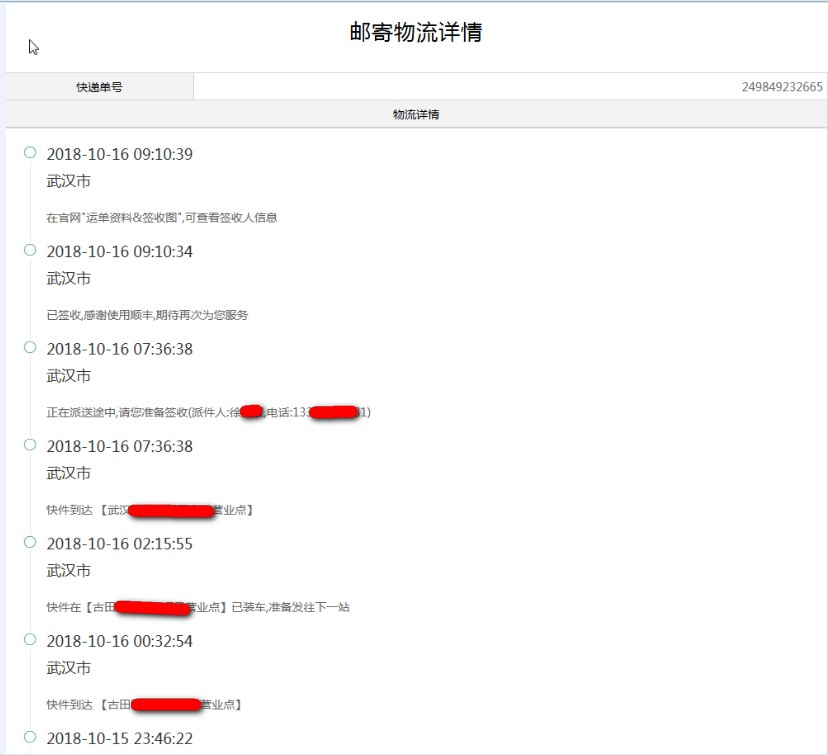 邮寄物流详情
快递单号 249849232665
物流详情
2018-10-16 09:10:39
武汉市
在官网"运单资料&签收图",可查看签收人信息
2018-10-16 09:10:34
武汉市
已签收,感谢使用顺丰,期待再次为您服务
2018-10-16 07:36:38
武汉市
正在派送途中,请您准备签收(派件人:徐 ,电话:133 1)
2018-10-16 07:36:38
武汉市
快件到达 【武汉 营业点】
2018-10-16 02:15:55
武汉市
快件在【古田 营业点】已装车,准备发往下一站
2018-10-16 00:32:54
武汉市
快件到达 【古田 营业点】
2018-10-15 23:46:22